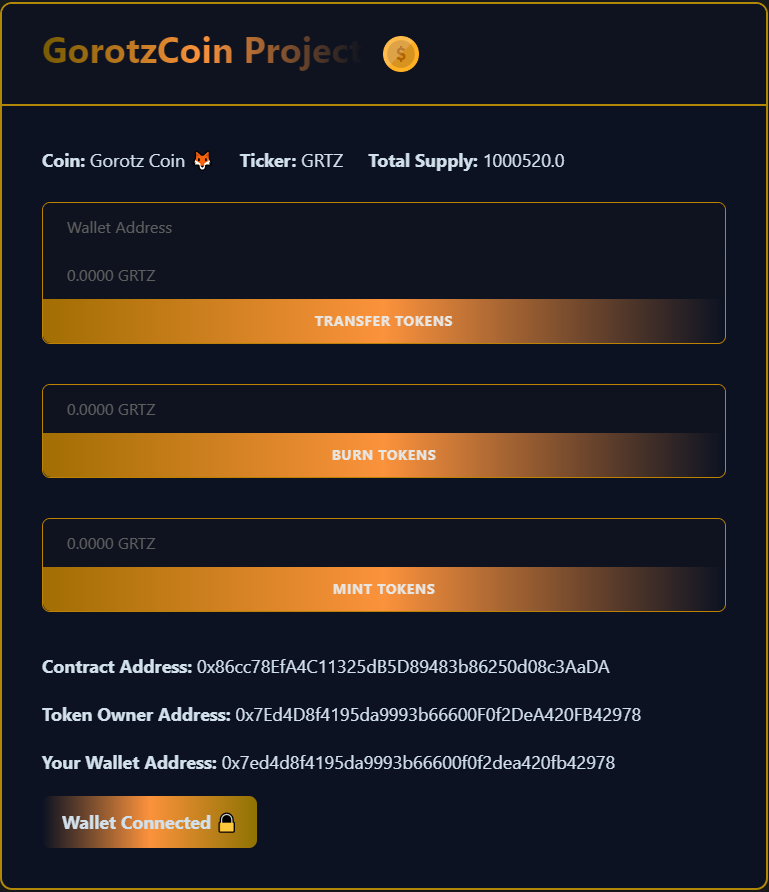 GorotzCoin Project
Coin: Gorotz Coin 🦊 Ticker: GRTZ Total Supply: 1000520.0
Wallet Address
0.0000 GRTZ
TRANSFER TOKENS
0.0000 GRTZ
BURN TOKENS
0.0000 GRTZ
MINT TOKENS
Contract Address: 0x86cc78EfA4C11325dB5D89483b86250d08c3AaDA
Token Owner Address: 0x7Ed4D8f4195da9993b66600F0f2DeA420FB42978
Your Wallet Address: 0x7ed4d8f4195da9993b66600f0f2dea420fb42978
Wallet Connected 🔒